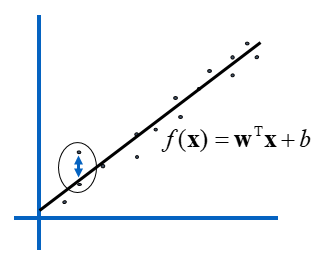 f(𝐱) = 𝐰ᵀ𝐱 + b